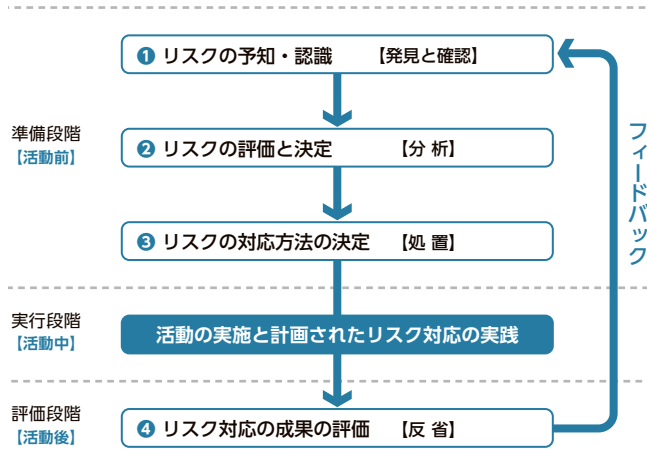 ❶ リスクの予知・認識 【発見と確認】
準備段階
【活動前】
❷ リスクの評価と決定 【分 析】
❸ リスクの対応方法の決定 【処 置】
フィードバック
実行段階
【活動中】
活動の実施と計画されたリスク対応の実践
評価段階
【活動後】
❹ リスク対応の成果の評価 【反 省】